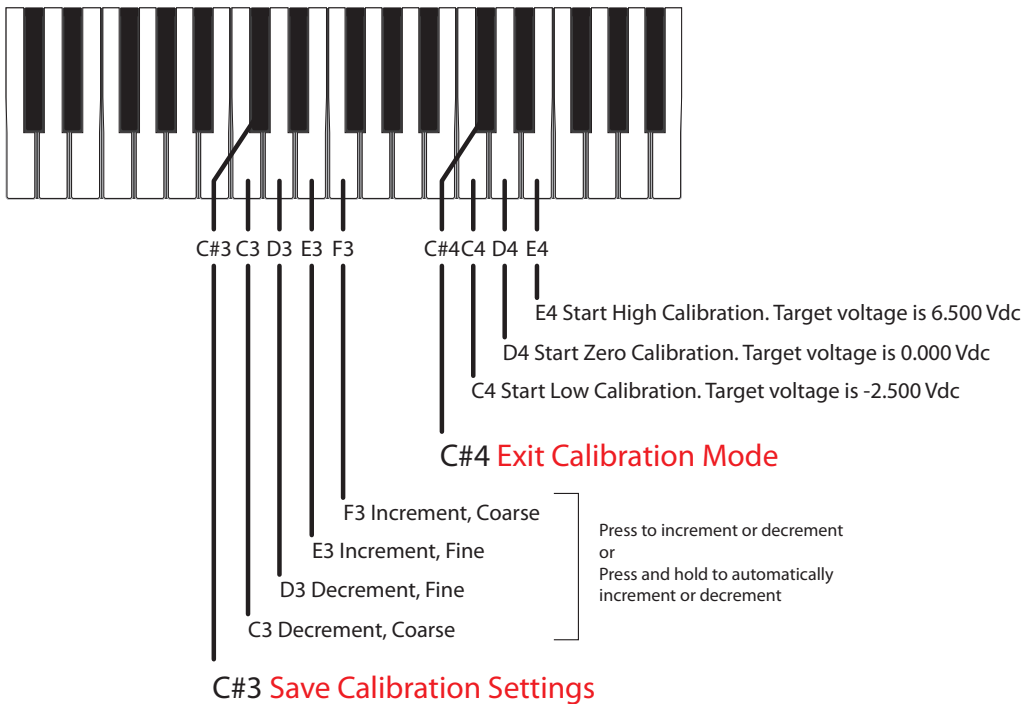 C#3 C3 D3 E3 F3 C#4 C4 D4 E4
E4 Start High Calibration. Target voltage is 6.500 Vdc
D4 Start Zero Calibration. Target voltage is 0.000 Vdc
C4 Start Low Calibration. Target voltage is -2.500 Vdc
C#4 Exit Calibration Mode
F3 Increment, Coarse
E3 Increment, Fine
D3 Decrement, Fine
C3 Decrement, Coarse
Press to increment or decrement
or
Press and hold to automatically
increment or decrement
C#3 Save Calibration Settings